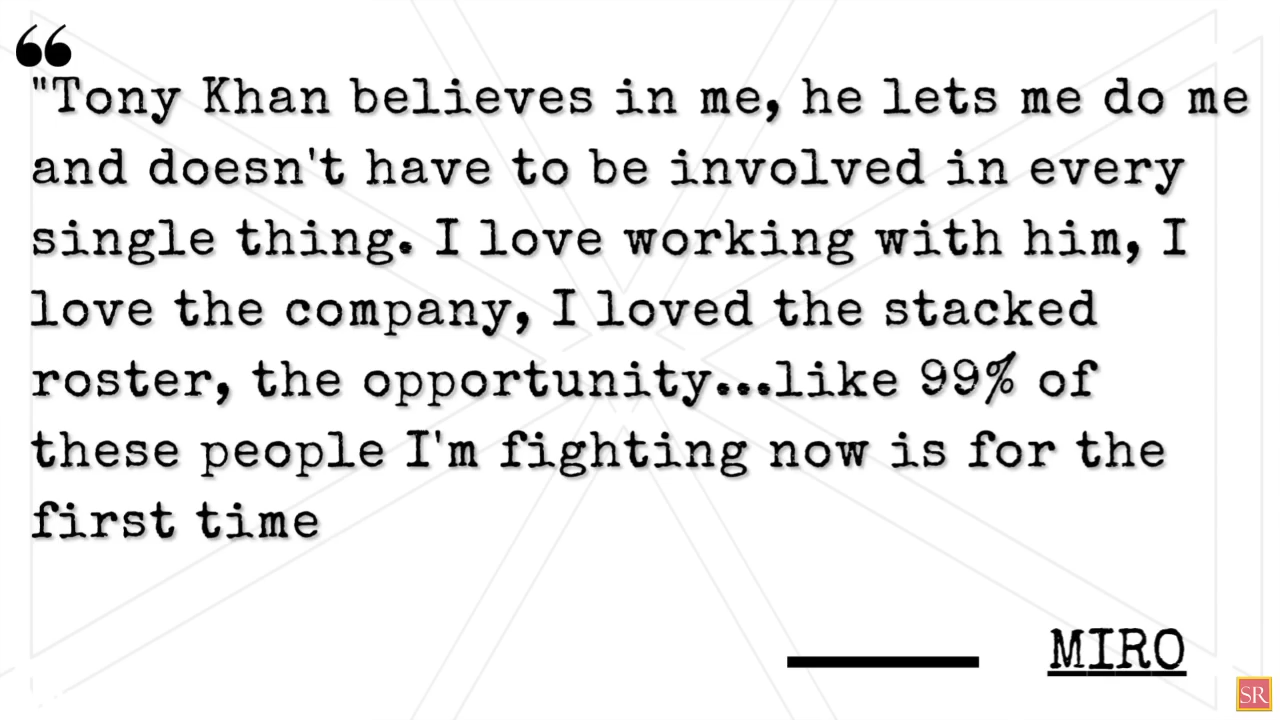 ❝
"Tony Khan believes in me, he lets me do me
and doesn't have to be involved in every
single thing. I love working with him, I
love the company, I loved the stacked
roster, the opportunity...like 99% of
these people I'm fighting now is for the
first time
MIRO
SR